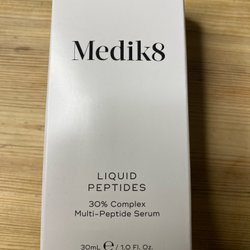 Medik8
LIQUID
PEPTIDES
30% Complex
Multi-Peptide Serum
30mL ℮ / 1.0 Fl. Oz.